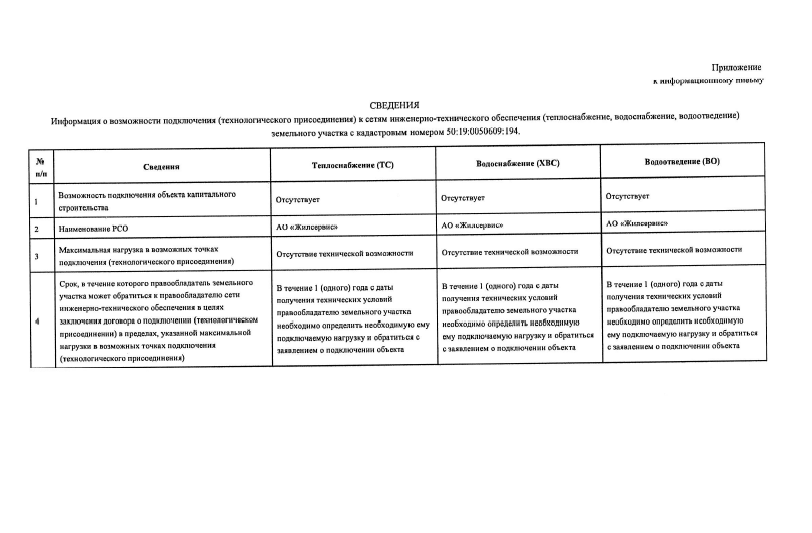 Приложение
к информационному письму
СВЕДЕНИЯ
Информация о возможности подключения (технологического присоединения) к сетям инженерно-технического обеспечения (теплоснабжение, водоснабжение, водоотведение)
земельного участка с кадастровым номером 50:19:0050609:194.
№
п/п
Сведения
Теплоснабжение (ТС)
Водоснабжение (ХВС)
Водоотведение (ВО)
1
Возможность подключения объекта капитального
строительства
Отсутствует
Отсутствует
Отсутствует
2
Наименование РСО
АО «Жилсервис»
АО «Жилсервис»
АО «Жилсервис»
3
Максимальная нагрузка в возможных точках
подключения (технологического присоединения)
Отсутствие технической возможности
Отсутствие технической возможности
Отсутствие технической возможности
4
Срок, в течение которого правообладатель земельного
участка может обратиться к правообладателю сети
инженерно-технического обеспечения в целях
заключения договора о подключении (технологическом
присоединении) в пределах, указанной максимальной
нагрузки в возможных точках подключения
(технологического присоединения)
В течение 1 (одного) года с даты
получения технических условий
правообладателю земельного участка
необходимо определить необходимую ему
подключаемую нагрузку и обратиться с
заявлением о подключении объекта
В течение 1 (одного) года с даты
получения технических условий
правообладателю земельного участка
необходимо определить необходимую
ему подключаемую нагрузку и обратиться
с заявлением о подключении объекта
В течение 1 (одного) года с даты
получения технических условий
правообладателю земельного участка
необходимо определить необходимую
ему подключаемую нагрузку и обратиться
с заявлением о подключении объекта